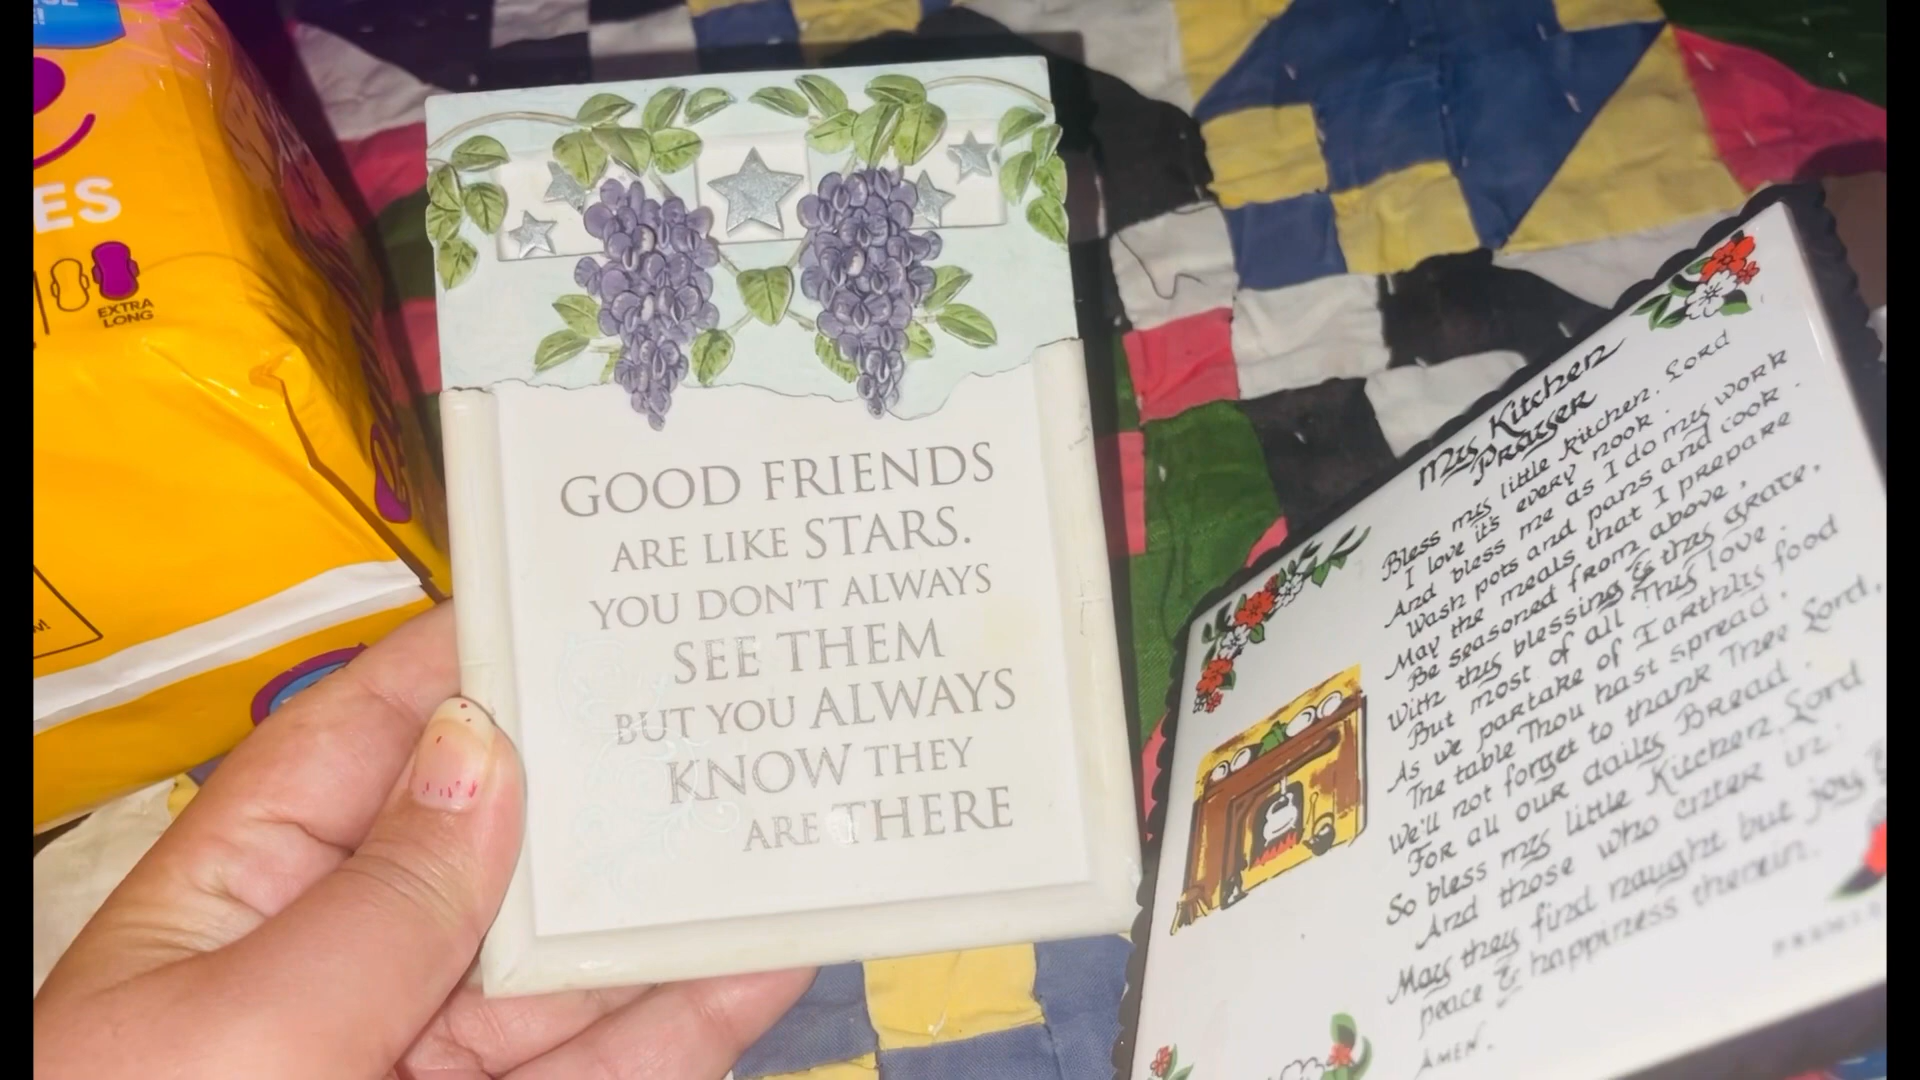 ES
EXTRA
LONG
GOOD FRIENDS
ARE LIKE STARS.
YOU DON'T ALWAYS
SEE THEM
BUT YOU ALWAYS
KNOW THEY
ARE THERE
My Kitchen
Prayer
Bless my little kitchen. Lord
I love it's every nook.
And bless me as I do my work
Wash pots and pans and cook.
May the meals that I prepare
Be seasoned from above,
With thy blessing & thy grace,
But most of all Thy love.
As we partake of Earthly food
The table Thou hast spread.
We'll not forget to thank Thee Lord,
For all our daily Bread.
So bless my little Kitchen, Lord
And those who enter in.
May they find naught but joy &
peace & happiness therein.
AMEN.